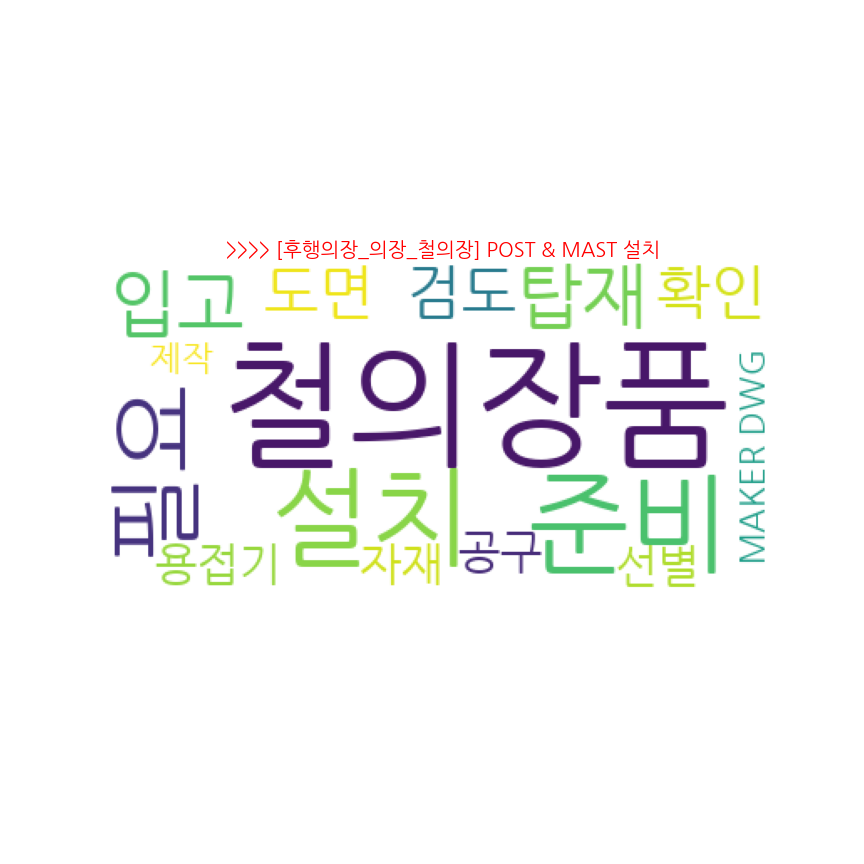 >>>> [후행의장_의장_철의장] POST & MAST 설치
입고
도면
검도
탑재
확인
제작
철의장품
필요
MAKER DWG
설치
준비
용접기
자재
공구
선별